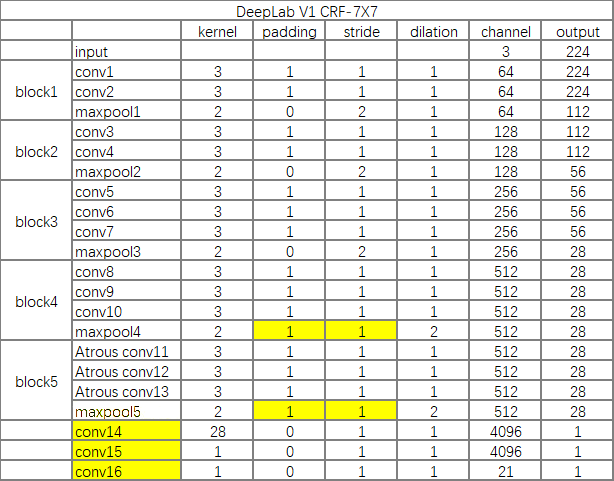 DeepLab V1 CRF-7X7
kernel padding stride dilation channel output
input 3 224
block1
conv1 3 1 1 1 64 224
conv2 3 1 1 1 64 224
maxpool1 2 0 2 1 64 112
block2
conv3 3 1 1 1 128 112
conv4 3 1 1 1 128 112
maxpool2 2 0 2 1 128 56
block3
conv5 3 1 1 1 256 56
conv6 3 1 1 1 256 56
conv7 3 1 1 1 256 56
maxpool3 2 0 2 1 256 28
block4
conv8 3 1 1 1 512 28
conv9 3 1 1 1 512 28
conv10 3 1 1 1 512 28
maxpool4 2 1 1 2 512 28
block5
Atrous conv11 3 1 1 1 512 28
Atrous conv12 3 1 1 1 512 28
Atrous conv13 3 1 1 1 512 28
maxpool5 2 1 1 2 512 28
conv14 28 0 1 1 4096 1
conv15 1 0 1 1 4096 1
conv16 1 0 1 1 21 1